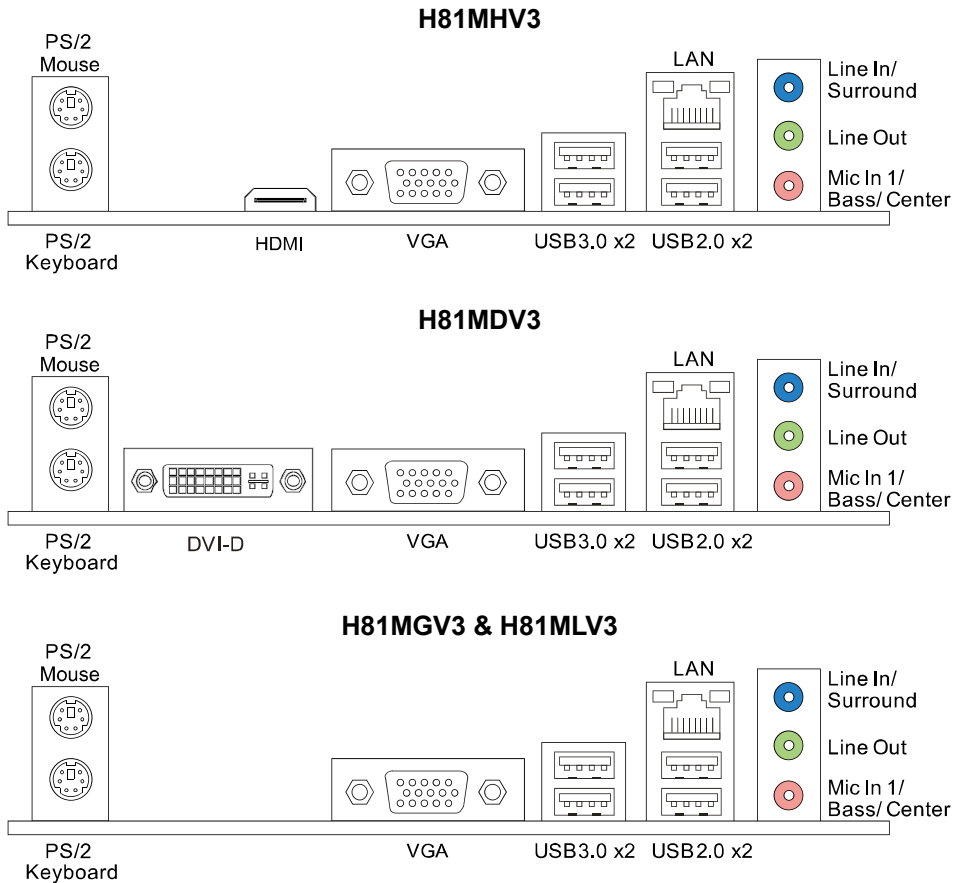 H81MHV3
PS/2
Mouse
LAN
Line In/
Surround
Line Out
Mic In 1/
Bass/ Center
PS/2
Keyboard
HDMI
VGA
USB3.0 x2
USB2.0 x2
H81MDV3
PS/2
Mouse
LAN
Line In/
Surround
Line Out
Mic In 1/
Bass/ Center
PS/2
Keyboard
DVI-D
VGA
USB3.0 x2
USB2.0 x2
H81MGV3 & H81MLV3
PS/2
Mouse
LAN
Line In/
Surround
Line Out
Mic In 1/
Bass/ Center
PS/2
Keyboard
VGA
USB3.0 x2
USB2.0 x2